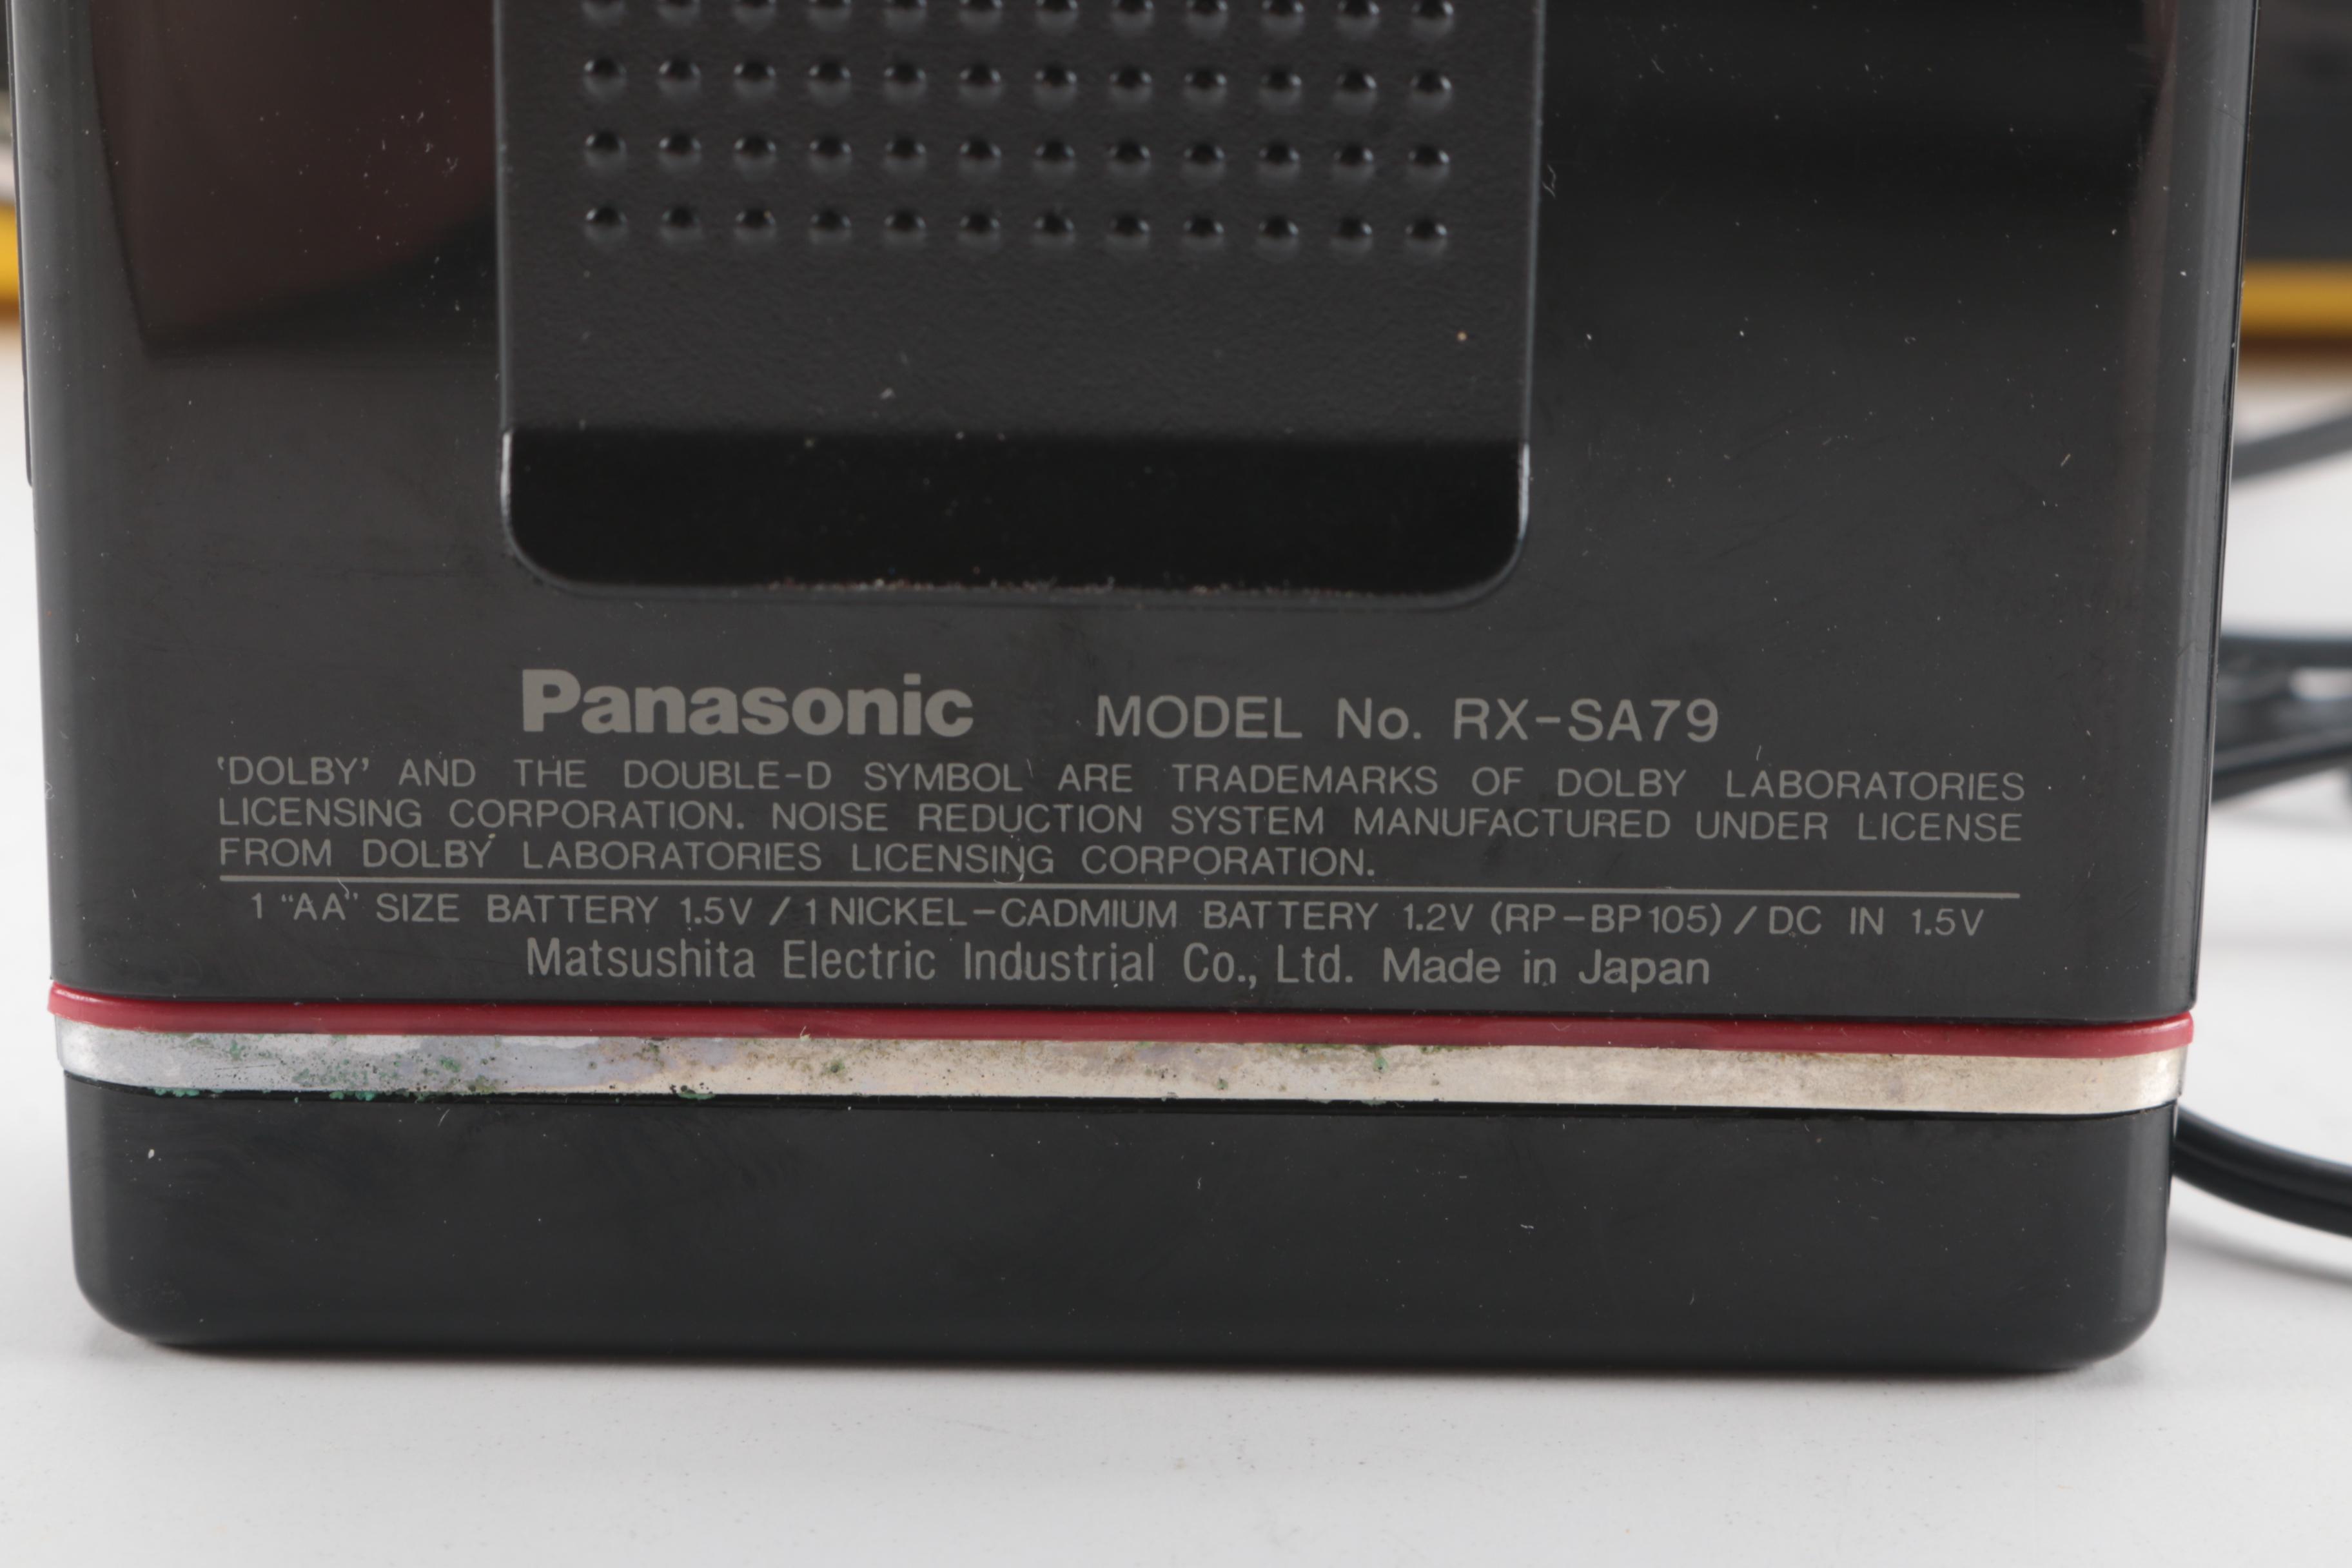 Panasonic MODEL No. RX-SA79
'DOLBY' AND THE DOUBLE-D SYMBOL ARE TRADEMARKS OF DOLBY LABORATORIES
LICENSING CORPORATION. NOISE REDUCTION SYSTEM MANUFACTURED UNDER LICENSE
FROM DOLBY LABORATORIES LICENSING CORPORATION.
1 "AA" SIZE BATTERY 1.5V / 1 NICKEL-CADMIUM BATTERY 1.2V (RP-BP105) / DC IN 1.5V
Matsushita Electric Industrial Co., Ltd. Made in Japan